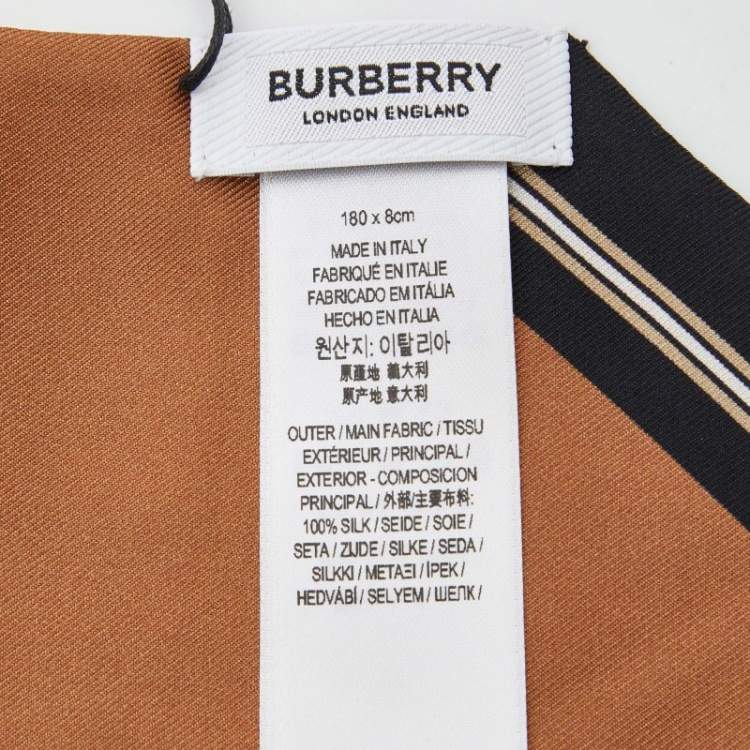 BURBERRY
LONDON ENGLAND
180 x 8cm
MADE IN ITALY
FABRIQUÉ EN ITALIE
FABRICADO EM ITÁLIA
HECHO EN ITALIA
원산지: 이탈리아
原產地 義大利
原产地 意大利
OUTER / MAIN FABRIC / TISSU
EXTÉRIEUR / PRINCIPAL /
EXTERIOR - COMPOSICION
PRINCIPAL / 外部/主要布料:
100% SILK / SEIDE / SOIE /
SETA / ZIJDE / SILKE / SEDA /
SILKKI / ΜΕΤΑΞΙ / İPEK /
HEDVÁBÍ / SELYEM / ШЕЛК /